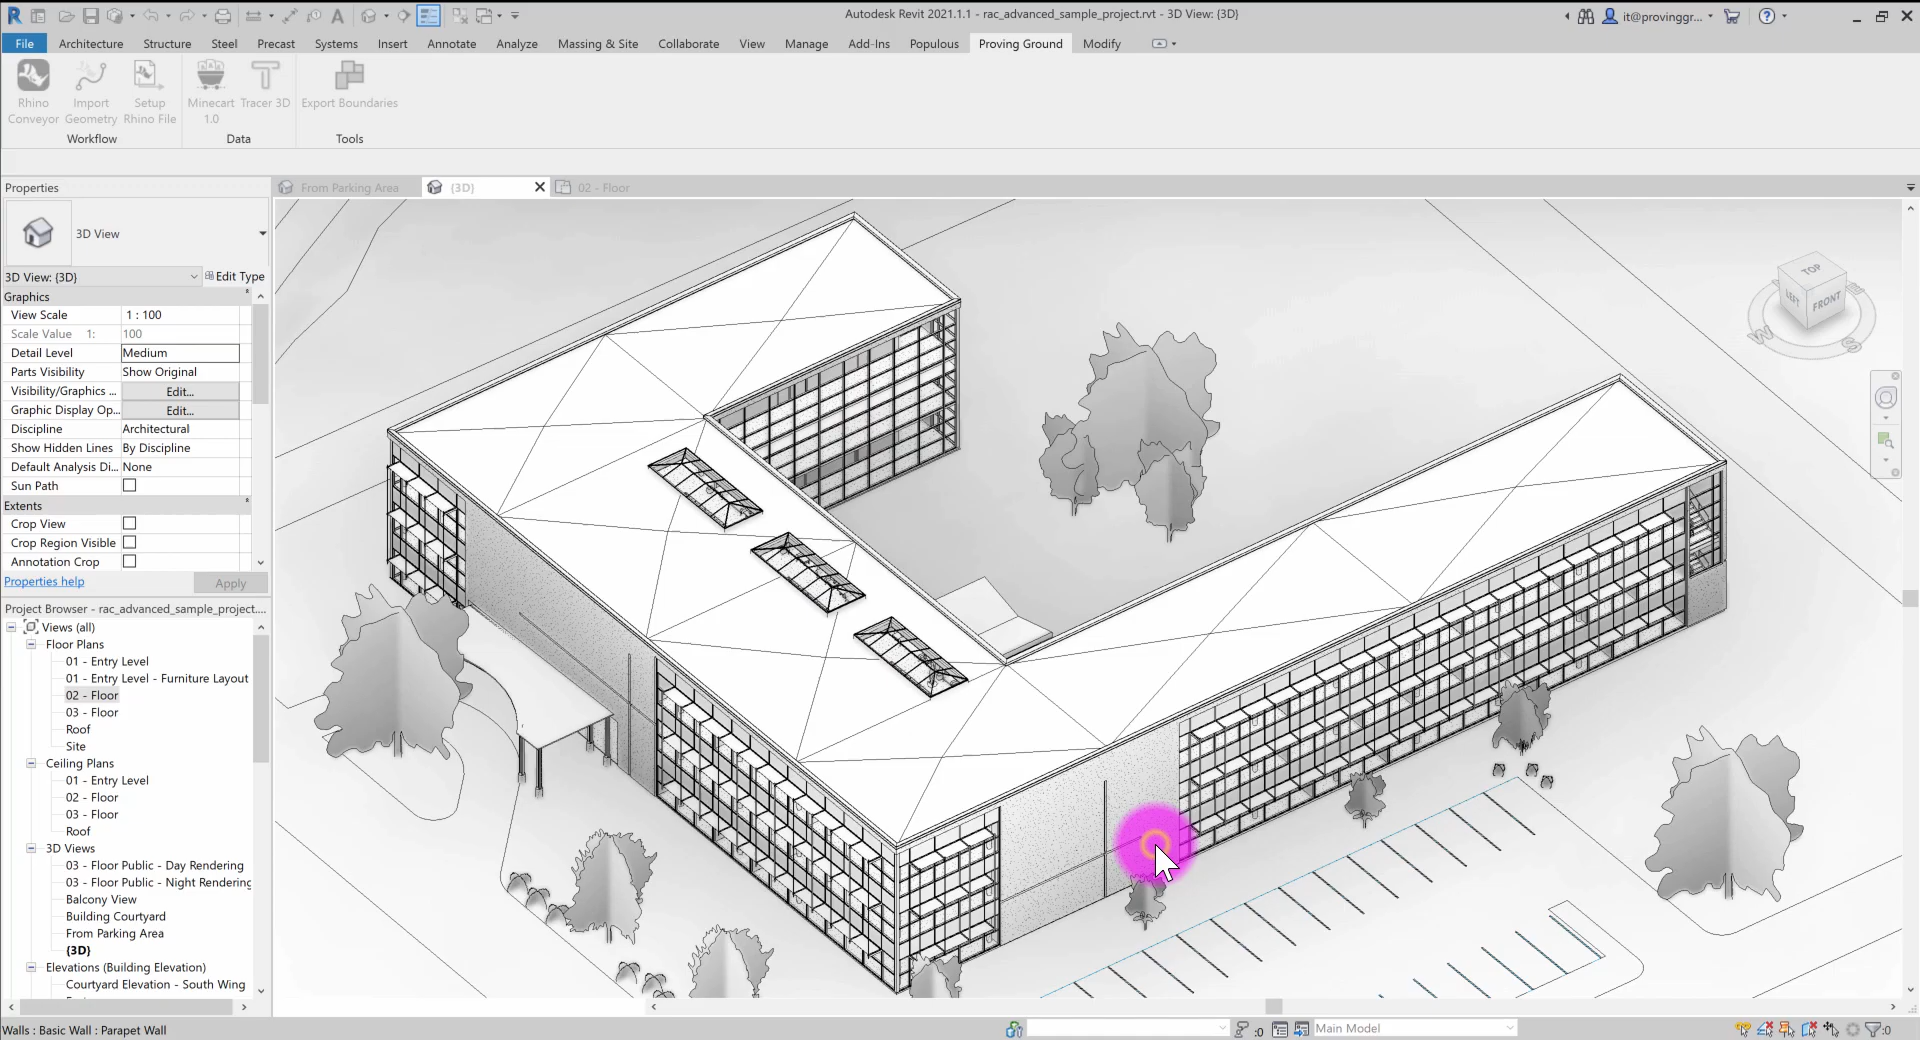 Autodesk Revit 2021.1.1 - rac_advanced_sample_project.rvt - 3D View: {3D}
it@provinggr...
File Architecture Structure Steel Precast Systems Insert Annotate Analyze Massing & Site Collaborate View Manage Add-Ins Populous Proving Ground Modify
Rhino Conveyor
Import Geometry
Setup Rhino File
Minecart 1.0
Tracer 3D
Export Boundaries
Workflow
Data
Tools
Properties
From Parking Area
{3D}
02 - Floor
3D View
3D View: {3D}
Edit Type
Graphics
View Scale 1 : 100
Scale Value 1: 100
Detail Level Medium
Parts Visibility Show Original
Visibility/Graphics ... Edit...
Graphic Display Op... Edit...
Discipline Architectural
Show Hidden Lines By Discipline
Default Analysis Di... None
Sun Path
Extents
Crop View
Crop Region Visible
Annotation Crop
Properties help
Apply
Project Browser - rac_advanced_sample_project....
Views (all)
Floor Plans
01 - Entry Level
01 - Entry Level - Furniture Layout
02 - Floor
03 - Floor
Roof
Site
Ceiling Plans
01 - Entry Level
02 - Floor
03 - Floor
Roof
3D Views
03 - Floor Public - Day Rendering
03 - Floor Public - Night Rendering
Balcony View
Building Courtyard
From Parking Area
{3D}
Elevations (Building Elevation)
Courtyard Elevation - South Wing
TOP
LEFT
FRONT
W
S
E
Walls : Basic Wall : Parapet Wall
:0
Main Model
:0